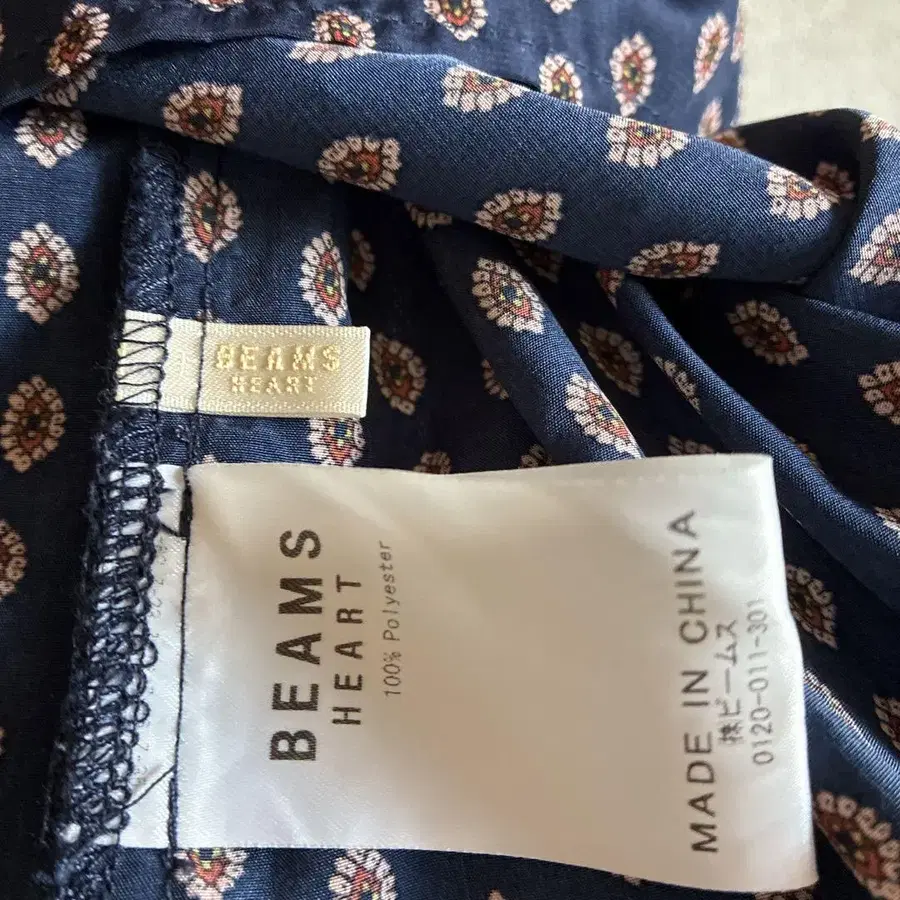 BEAMS
HEART
BEAMS
HEART
100% Polyester
MADE IN CHINA
㈱ビームス
0120-011-301